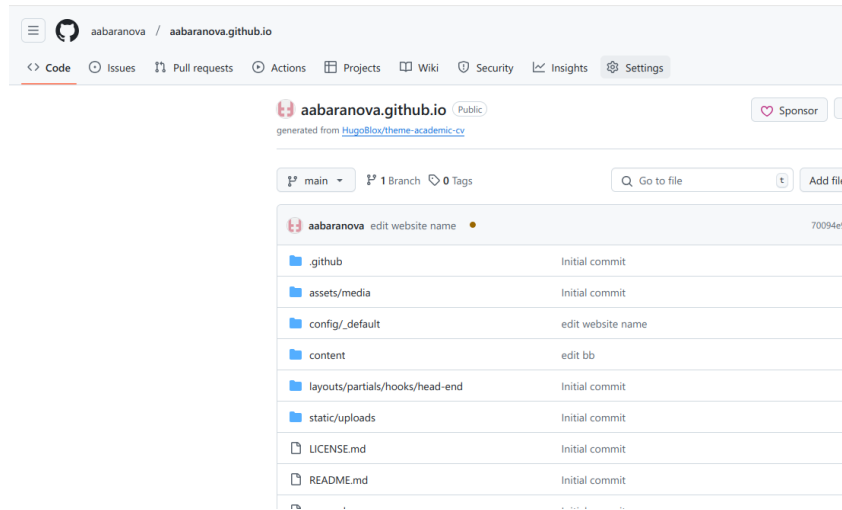 aabaranova / aabaranova.github.io
<> Code Issues Pull requests Actions Projects Wiki Security Insights Settings
aabaranova.github.io Public Sponsor
generated from HugoBlox/theme-academic-cv
main 1 Branch 0 Tags Go to file t Add file
aabaranova edit website name 70094e
.github Initial commit
assets/media Initial commit
config/_default edit website name
content edit bb
layouts/partials/hooks/head-end Initial commit
static/uploads Initial commit
LICENSE.md Initial commit
README.md Initial commit